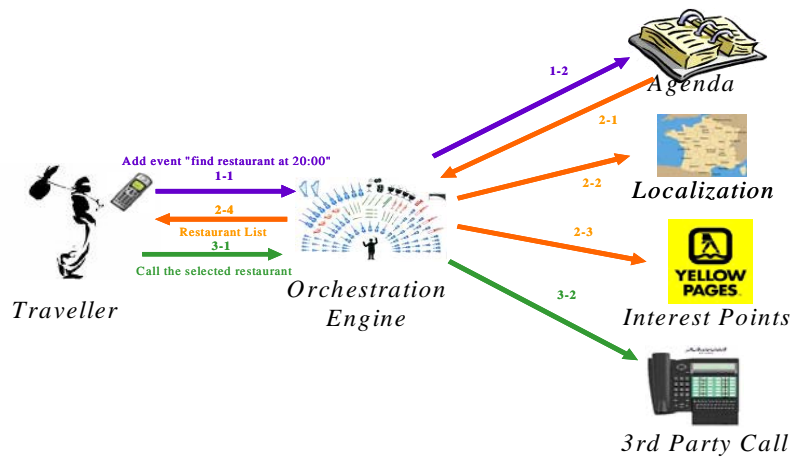 1-2
Agenda
2-1
Add event "find restaurant at 20:00"
1-1
2-2
Localization
2-4
Restaurant List
2-3
3-1
Call the selected restaurant
YELLOW
PAGES
Orchestration
Engine
Traveller
3-2
Interest Points
3rd Party Call